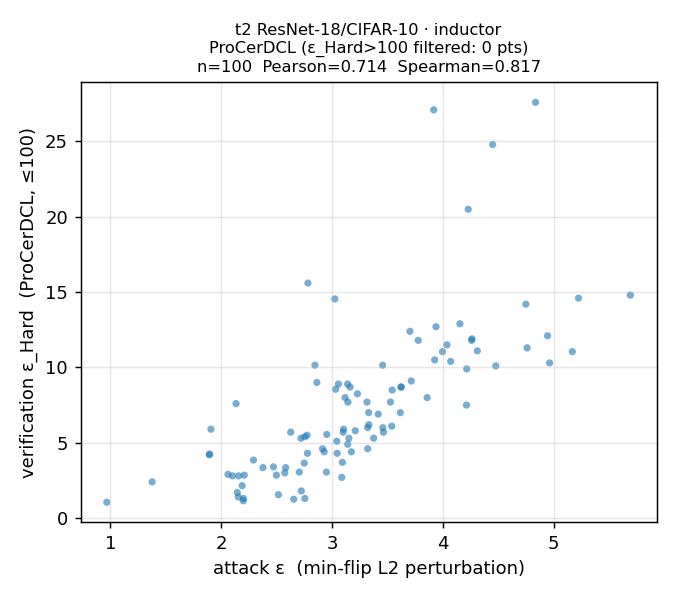 t2 ResNet-18/CIFAR-10 · inductor
ProCerDCL (ε_Hard>100 filtered: 0 pts)
n=100  Pearson=0.714  Spearman=0.817
verification ε_Hard  (ProCerDCL, ≤100)
25
20
15
10
5
0
1
2
3
4
5
attack ε  (min-flip L2 perturbation)